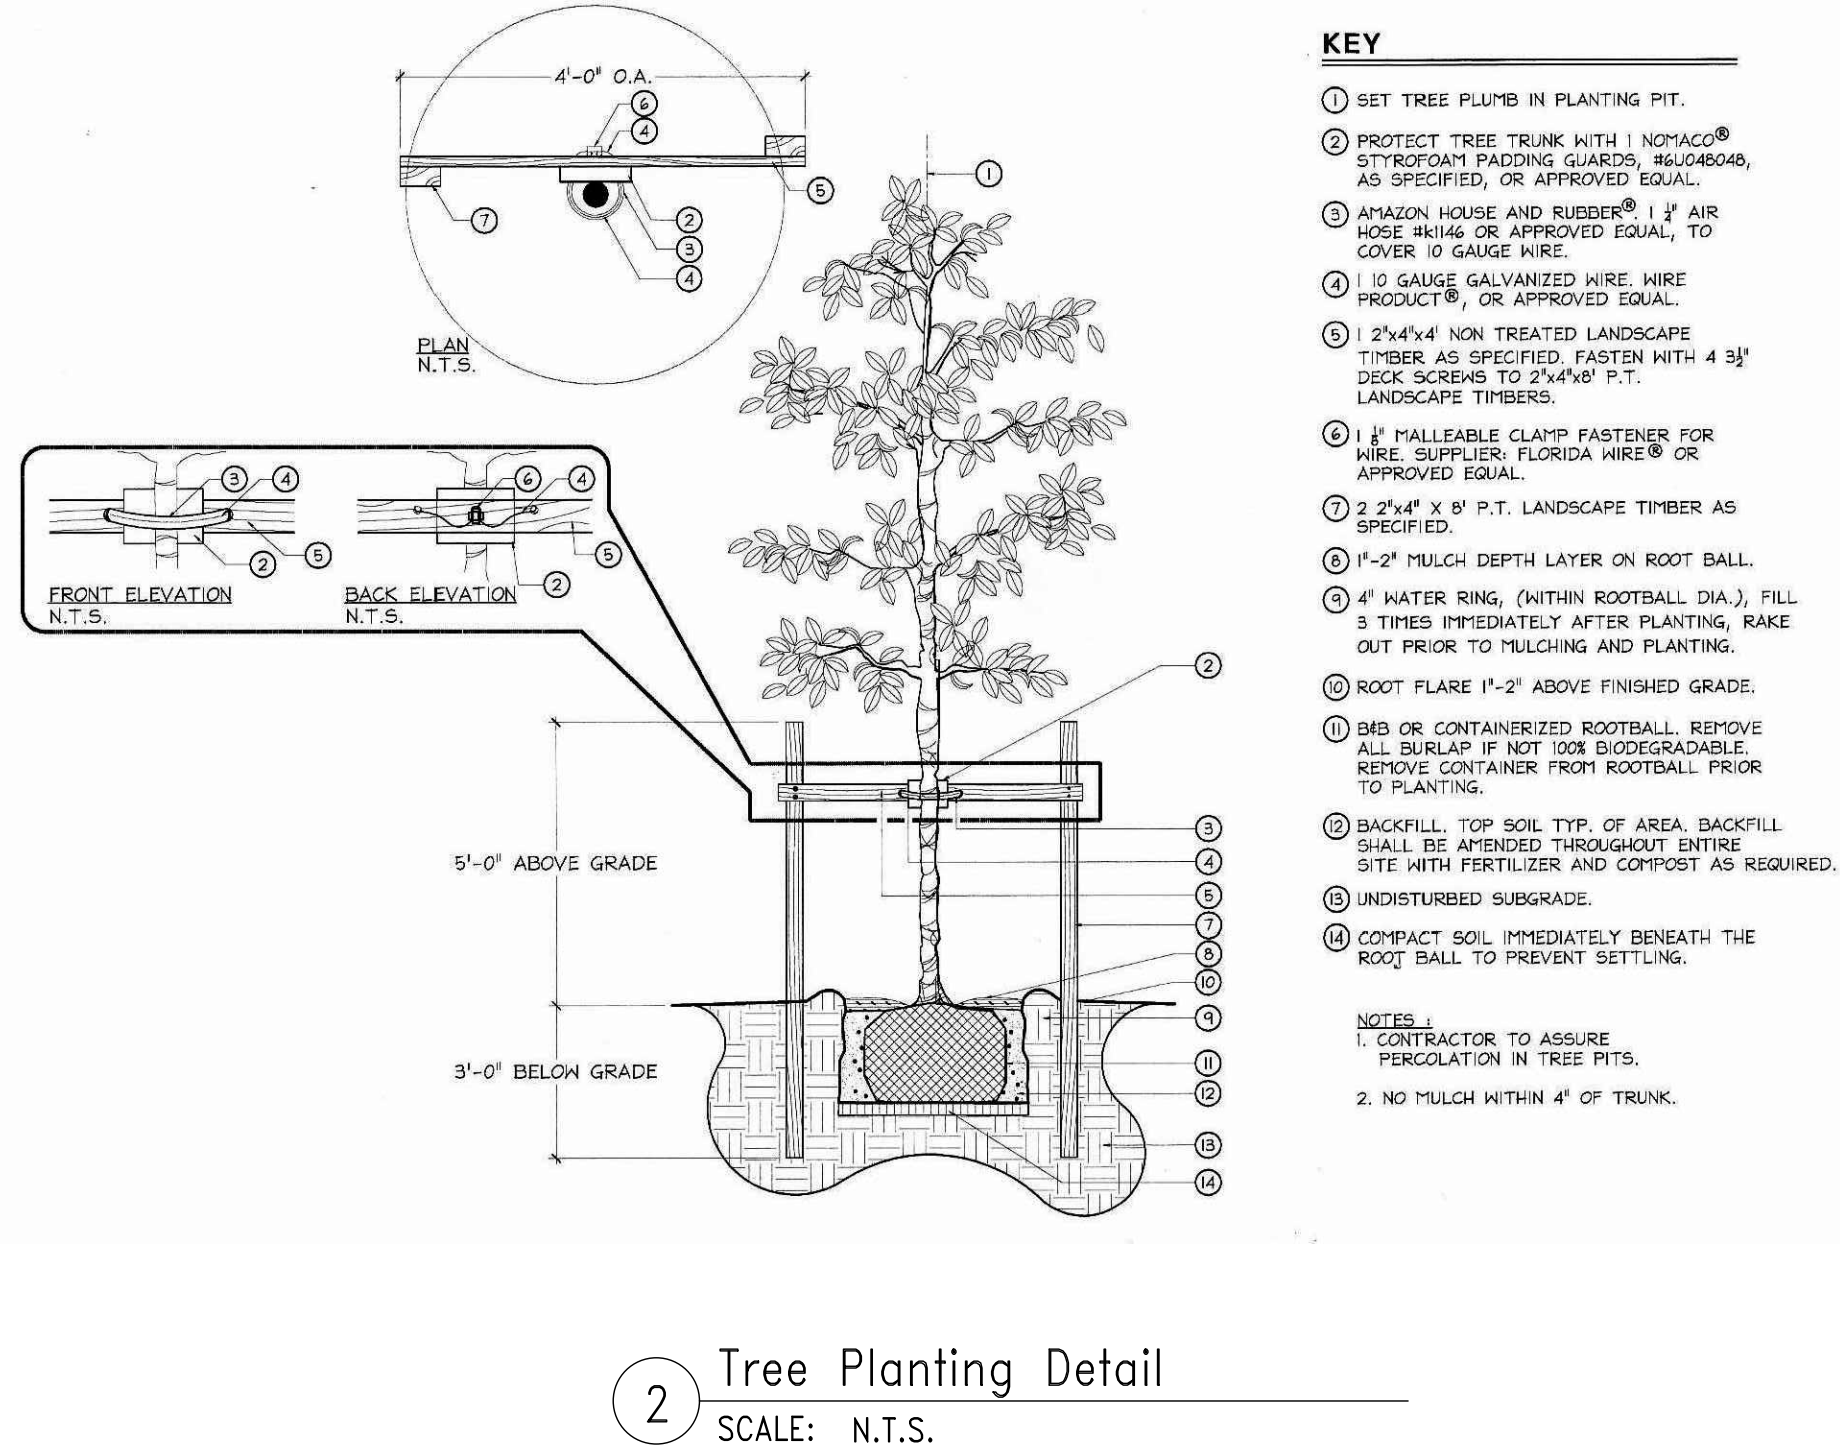 4'-0" O.A.
6
4
1
5
7
2
3
4
PLAN
N.T.S.
3
4
2
5
FRONT ELEVATION
N.T.S.
6
4
5
2
BACK ELEVATION
N.T.S.
2
5'-0" ABOVE GRADE
3'-0" BELOW GRADE
3
4
5
7
8
10
9
11
12
13
14
KEY
1 SET TREE PLUMB IN PLANTING PIT.
2 PROTECT TREE TRUNK WITH 1 NOMACO®
STYROFOAM PADDING GUARDS, #6U048048,
AS SPECIFIED, OR APPROVED EQUAL.
3 AMAZON HOUSE AND RUBBER®. 1 1/4" AIR
HOSE #K1146 OR APPROVED EQUAL, TO
COVER 10 GAUGE WIRE.
4 1 10 GAUGE GALVANIZED WIRE. WIRE
PRODUCT®, OR APPROVED EQUAL.
5 1 2"x4"x4' NON TREATED LANDSCAPE
TIMBER AS SPECIFIED. FASTEN WITH 4 3½"
DECK SCREWS TO 2"x4"x8' P.T.
LANDSCAPE TIMBERS.
6 1 1/8" MALLEABLE CLAMP FASTENER FOR
WIRE. SUPPLIER: FLORIDA WIRE® OR
APPROVED EQUAL.
7 2 2"x4" X 8' P.T. LANDSCAPE TIMBER AS
SPECIFIED.
8 1"-2" MULCH DEPTH LAYER ON ROOT BALL.
9 4" WATER RING, (WITHIN ROOTBALL DIA.), FILL
3 TIMES IMMEDIATELY AFTER PLANTING, RAKE
OUT PRIOR TO MULCHING AND PLANTING.
10 ROOT FLARE 1"-2" ABOVE FINISHED GRADE.
11 B&B OR CONTAINERIZED ROOTBALL. REMOVE
ALL BURLAP IF NOT 100% BIODEGRADABLE.
REMOVE CONTAINER FROM ROOTBALL PRIOR
TO PLANTING.
12 BACKFILL. TOP SOIL TYP. OF AREA. BACKFILL
SHALL BE AMENDED THROUGHOUT ENTIRE
SITE WITH FERTILIZER AND COMPOST AS REQUIRED.
13 UNDISTURBED SUBGRADE.
14 COMPACT SOIL IMMEDIATELY BENEATH THE
ROOT BALL TO PREVENT SETTLING.
NOTES :
1. CONTRACTOR TO ASSURE
PERCOLATION IN TREE PITS.
2. NO MULCH WITHIN 4" OF TRUNK.
2
Tree Planting Detail
SCALE: N.T.S.